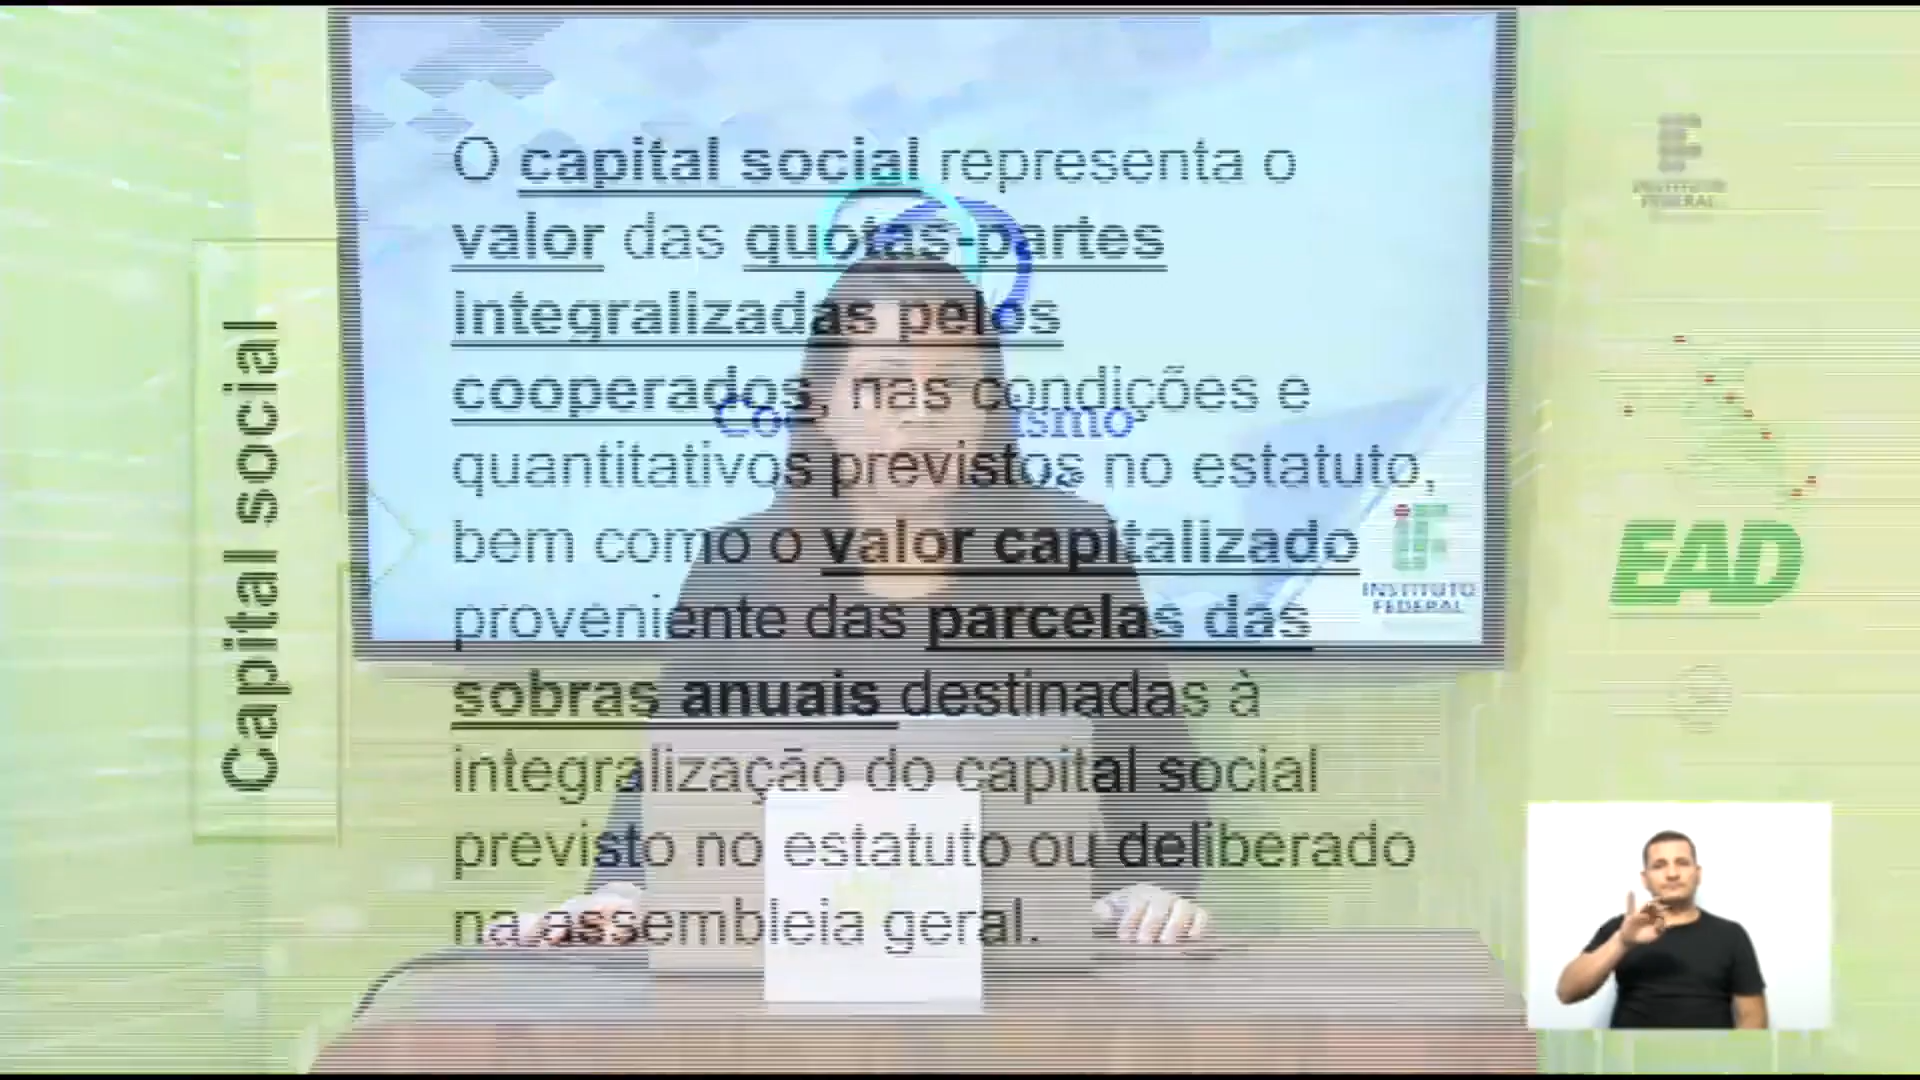 Capital social
O capital social representa o
valor das quotas-partes
integralizadas pelos
cooperados, nas condições e
quantitativos previstos no estatuto,
bem como o valor capitalizado
proveniente das parcelas das
sobras anuais destinadas à
integralização do capital social
previsto no estatuto ou deliberado
na assembleia geral.
INSTITUTO
FEDERAL
INSTITUTO
FEDERAL
EAD